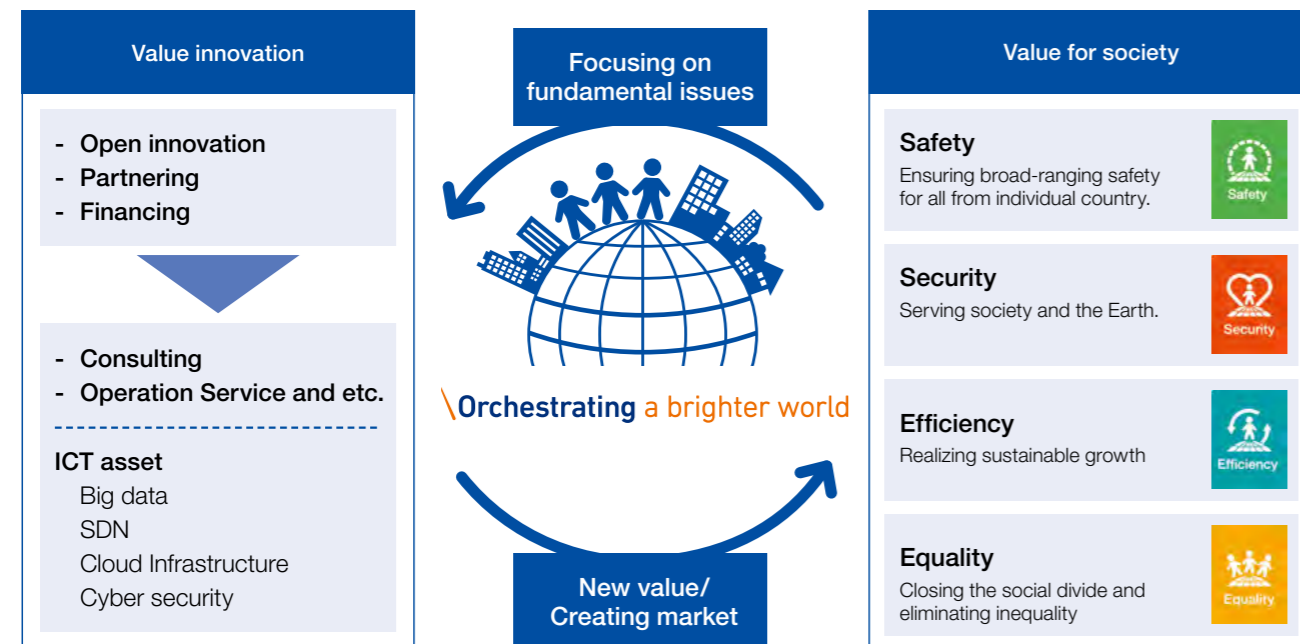 Value innovation
- Open innovation
- Partnering
- Financing
- Consulting
- Operation Service and etc.
ICT asset
Big data
SDN
Cloud Infrastructure
Cyber security
Focusing on
fundamental issues
\Orchestrating a brighter world
New value/
Creating market
Value for society
Safety
Ensuring broad-ranging safety
for all from individual country.
Safety
Security
Serving society and the Earth.
Security
Efficiency
Realizing sustainable growth
Efficiency
Equality
Closing the social divide and
eliminating inequality
Equality